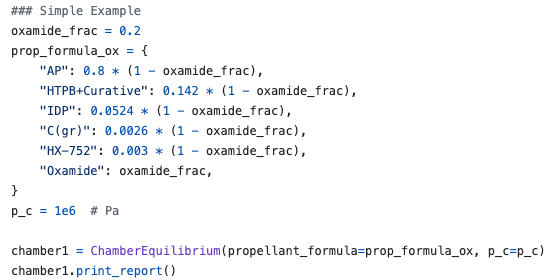 ### Simple Example
oxamide_frac = 0.2
prop_formula_ox = {
    "AP": 0.8 * (1 - oxamide_frac),
    "HTPB+Curative": 0.142 * (1 - oxamide_frac),
    "IDP": 0.0524 * (1 - oxamide_frac),
    "C(gr)": 0.0026 * (1 - oxamide_frac),
    "HX-752": 0.003 * (1 - oxamide_frac),
    "Oxamide": oxamide_frac,
}
p_c = 1e6  # Pa

chamber1 = ChamberEquilibrium(propellant_formula=prop_formula_ox, p_c=p_c)
chamber1.print_report()